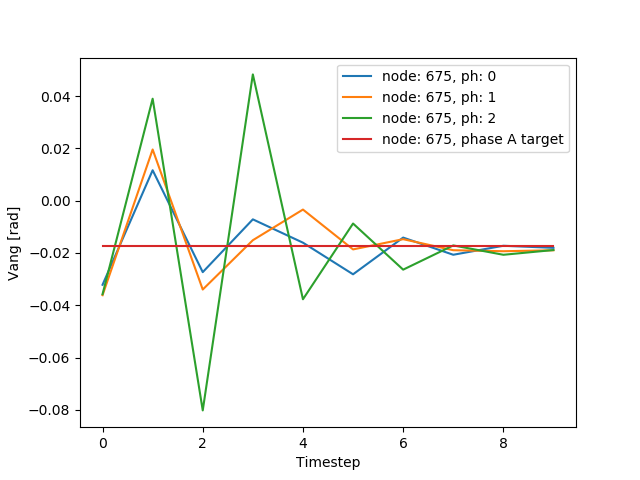 node: 675, ph: 0
node: 675, ph: 1
node: 675, ph: 2
node: 675, phase A target
0.04
0.02
0.00
−0.02
−0.04
−0.06
−0.08
Vang [rad]
0 2 4 6 8
Timestep